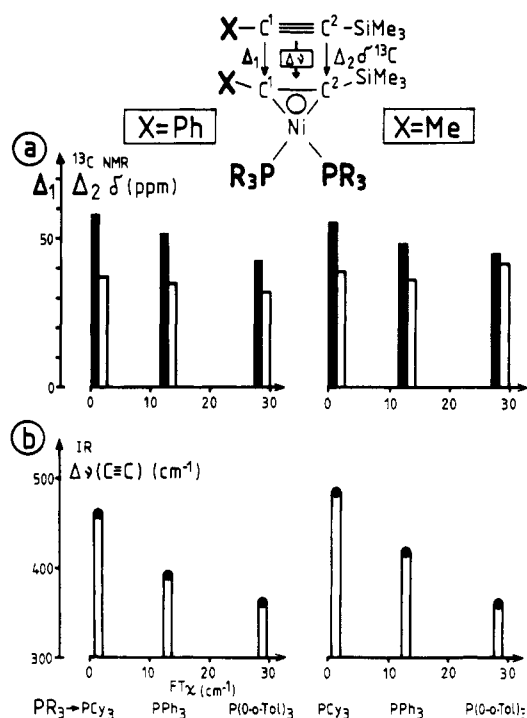 X—C¹≡≡≡C²—SiMe₃
Δ₁ Δν Δ₂ δ ¹³C
X C¹ C² SiMe₃
Ni
X=Ph X=Me
R₃P PR₃
a
¹³C NMR
Δ₁ Δ₂ δ (ppm)
50
0
0 10 20 30 0 10 20 30
b
IR
Δν(C≡C) (cm⁻¹)
500
400
300
0 10 20 30 0 10 20 30
FTχ (cm⁻¹)
PR₃→PCy₃ PPh₃ P(O-o-Tol)₃ PCy₃ PPh₃ P(O-o-Tol)₃